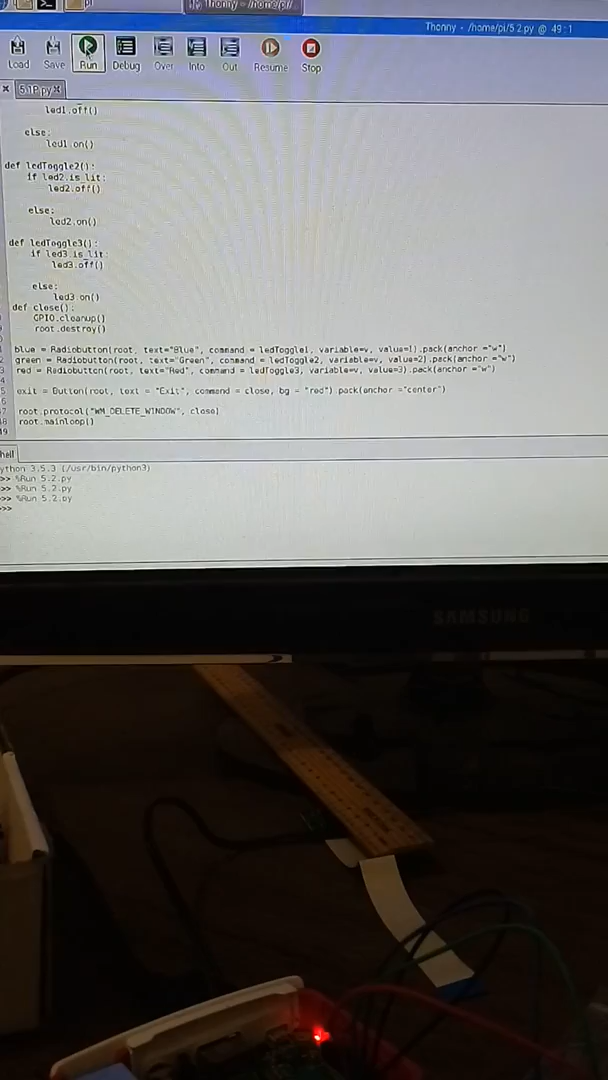 Thonny - /home/pi/
Thonny - /home/pi/5.2.py @ 49:1
Load Save Run Debug Over Into Out Resume Stop
5.1P.py
led1.off()
else:
led1.on()
def ledToggle2():
if led2.is_lit:
led2.off()
else:
led2.on()
def ledToggle3():
if led3.is_lit:
led3.off()
else:
led3.on()
def close():
GPIO.cleanup()
root.destroy()
blue = Radiobutton(root, text="Blue", command = ledToggle1, variable=v, value=1).pack(anchor ="w")
green = Radiobutton(root, text="Green", command = ledToggle2, variable=v, value=2).pack(anchor ="w")
red = Radiobutton(root, text="Red", command = ledToggle3, variable=v, value=3).pack(anchor ="w")
exit = Button(root, text = "Exit", command = close, bg = "red").pack(anchor ="center")
root.protocol("WM_DELETE_WINDOW", close)
root.mainloop()
hell
ython 3.5.3 (/usr/bin/python3)
>> %Run 5.2.py
>>> %Run 5.2.py
>>> %Run 5.2.py
>>>
SAMSUNG